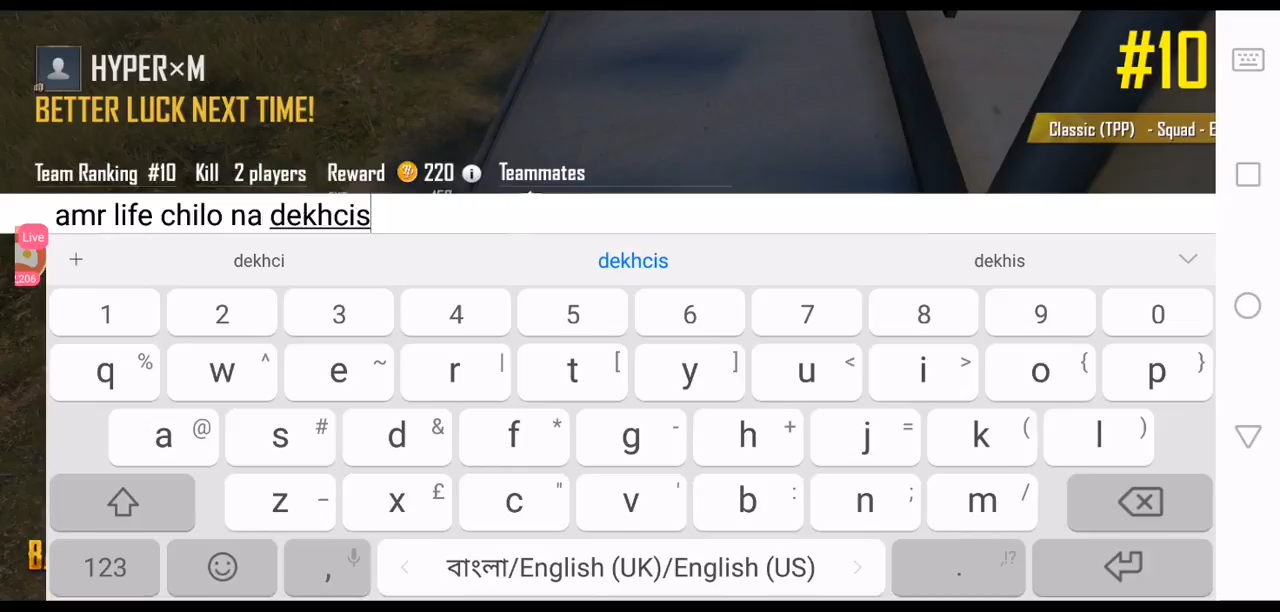 HYPER×M
#10
BETTER LUCK NEXT TIME!
Classic (TPP) - Squad - E
Team Ranking #10 Kill 2 players Reward 220 Teammates
amr life chilo na dekhcis
Live
206
+ dekhci dekhcis dekhis
1 2 3 4 5 6 7 8 9 0
q % w ^ e ~ r | t [ y ] u < i > o { p }
a @ s # d & f * g - h + j = k ( l )
z _ x £ c " v ' b : n ; m /
123 , < বাংলা/English (UK)/English (US) > . ,!?